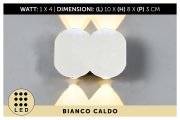 WATT: 1 X 4 | DIMENSIONI: (L) 10 X (H) 8 X (P) 3 CM
LED
BIANCO CALDO